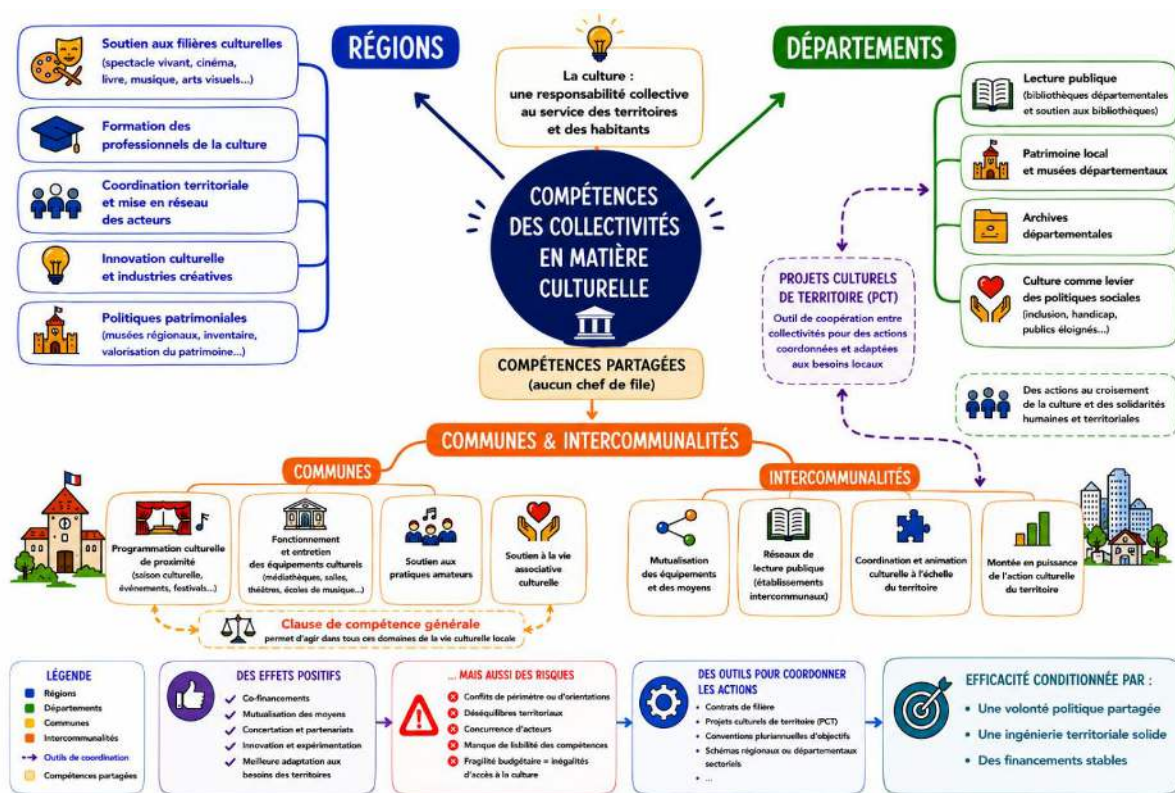 Soutien aux filières culturelles
(spectacle vivant, cinéma,
livre, musique, arts visuels...)
Formation des
professionnels de la culture
Coordination territoriale
et mise en réseau
des acteurs
Innovation culturelle
et industries créatives
Politiques patrimoniales
(musées régionaux, inventaire,
valorisation du patrimoine...)
RÉGIONS
La culture :
une responsabilité collective
au service des territoires
et des habitants
DÉPARTEMENTS
Lecture publique
(bibliothèques départementales
et soutien aux bibliothèques)
Patrimoine local
et musées départementaux
Archives
départementales
Culture comme levier
des politiques sociales
(inclusion, handicap,
publics éloignés...)
COMPÉTENCES
DES COLLECTIVITÉS
EN MATIÈRE
CULTURELLE
PROJETS CULTURELS
DE TERRITOIRE (PCT)
Outil de coopération entre
collectivités pour des actions
coordonnées et adaptées
aux besoins locaux
Des actions au croisement
de la culture et des solidarités
humaines et territoriales
COMPÉTENCES PARTAGÉES
(aucun chef de file)
COMMUNES & INTERCOMMUNALITÉS
COMMUNES
Programmation culturelle
de proximité
(saison culturelle,
événements, festivals...)
Fonctionnement
et entretien
des équipements culturels
(médiathèques, salles,
théâtres, écoles de musique...)
Soutien aux
pratiques amateurs
Soutien à la vie
associative
culturelle
Clause de compétence générale
permet d'agir dans tous ces domaines de la vie culturelle locale
INTERCOMMUNALITÉS
Mutualisation
des équipements
et des moyens
Réseaux de
lecture publique
(établissements
intercommunaux)
Coordination et animation
culturelle à l'échelle
du territoire
Montée en puissance
de l'action culturelle
du territoire
LÉGENDE
Régions
Départements
Communes
Intercommunalités
Outils de coordination
Compétences partagées
DES EFFETS POSITIFS
Co-financements
Mutualisation des moyens
Concertation et partenariats
Innovation et expérimentation
Meilleure adaptation aux
besoins des territoires
... MAIS AUSSI DES RISQUES
Conflits de périmètre ou d'orientations
Déséquilibres territoriaux
Concurrence d'acteurs
Manque de lisibilité des compétences
Fragilité budgétaire = inégalités
d'accès à la culture
DES OUTILS POUR COORDONNER
LES ACTIONS
• Contrats de filière
• Projets culturels de territoire (PCT)
• Conventions pluriannuelles d'objectifs
• Schémas régionaux ou départementaux
sectoriels
• ...
EFFICACITÉ CONDITIONNÉE PAR :
• Une volonté politique partagée
• Une ingénierie territoriale solide
• Des financements stables